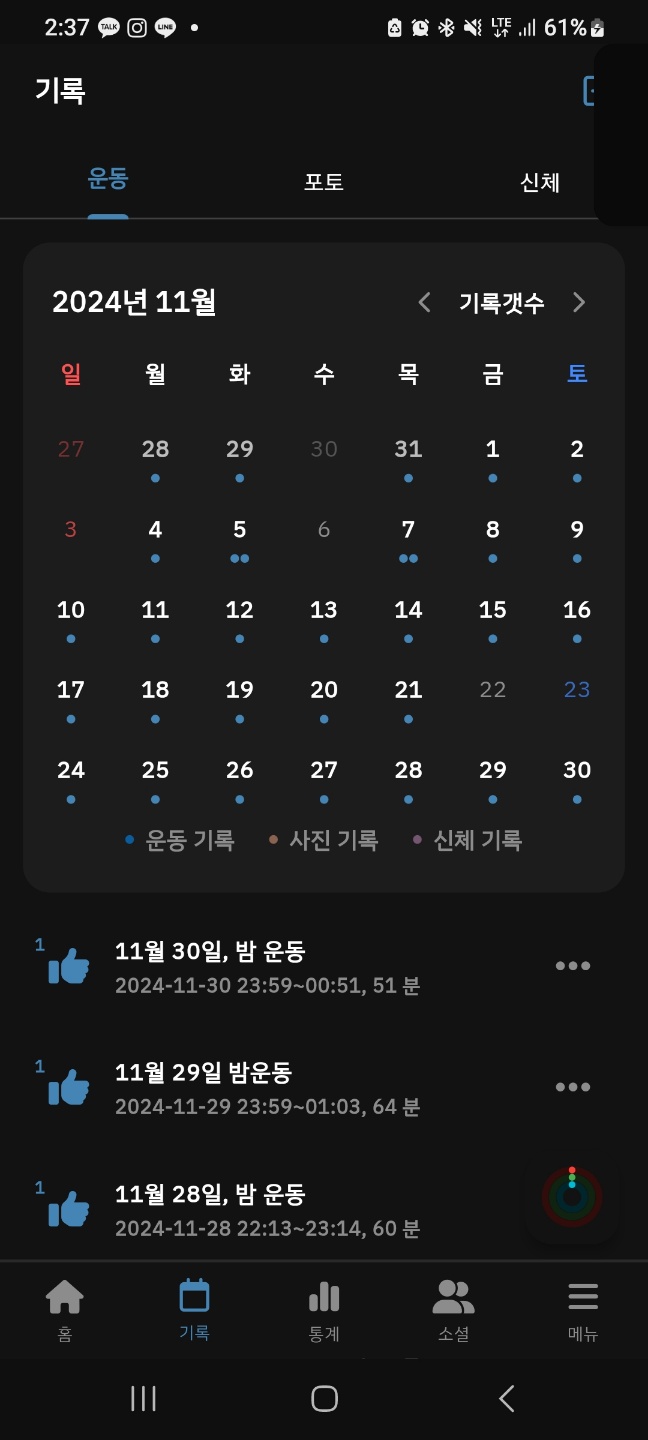 2:37 TALK LINE LTE 61%
기록
운동 포토 신체
2024년 11월 기록갯수
일 월 화 수 목 금 토
27 28 29 30 31 1 2
3 4 5 6 7 8 9
10 11 12 13 14 15 16
17 18 19 20 21 22 23
24 25 26 27 28 29 30
운동 기록 사진 기록 신체 기록
1
11월 30일, 밤 운동
2024-11-30 23:59~00:51, 51 분
1
11월 29일 밤운동
2024-11-29 23:59~01:03, 64 분
1
11월 28일, 밤 운동
2024-11-28 22:13~23:14, 60 분
홈 기록 통계 소셜 메뉴